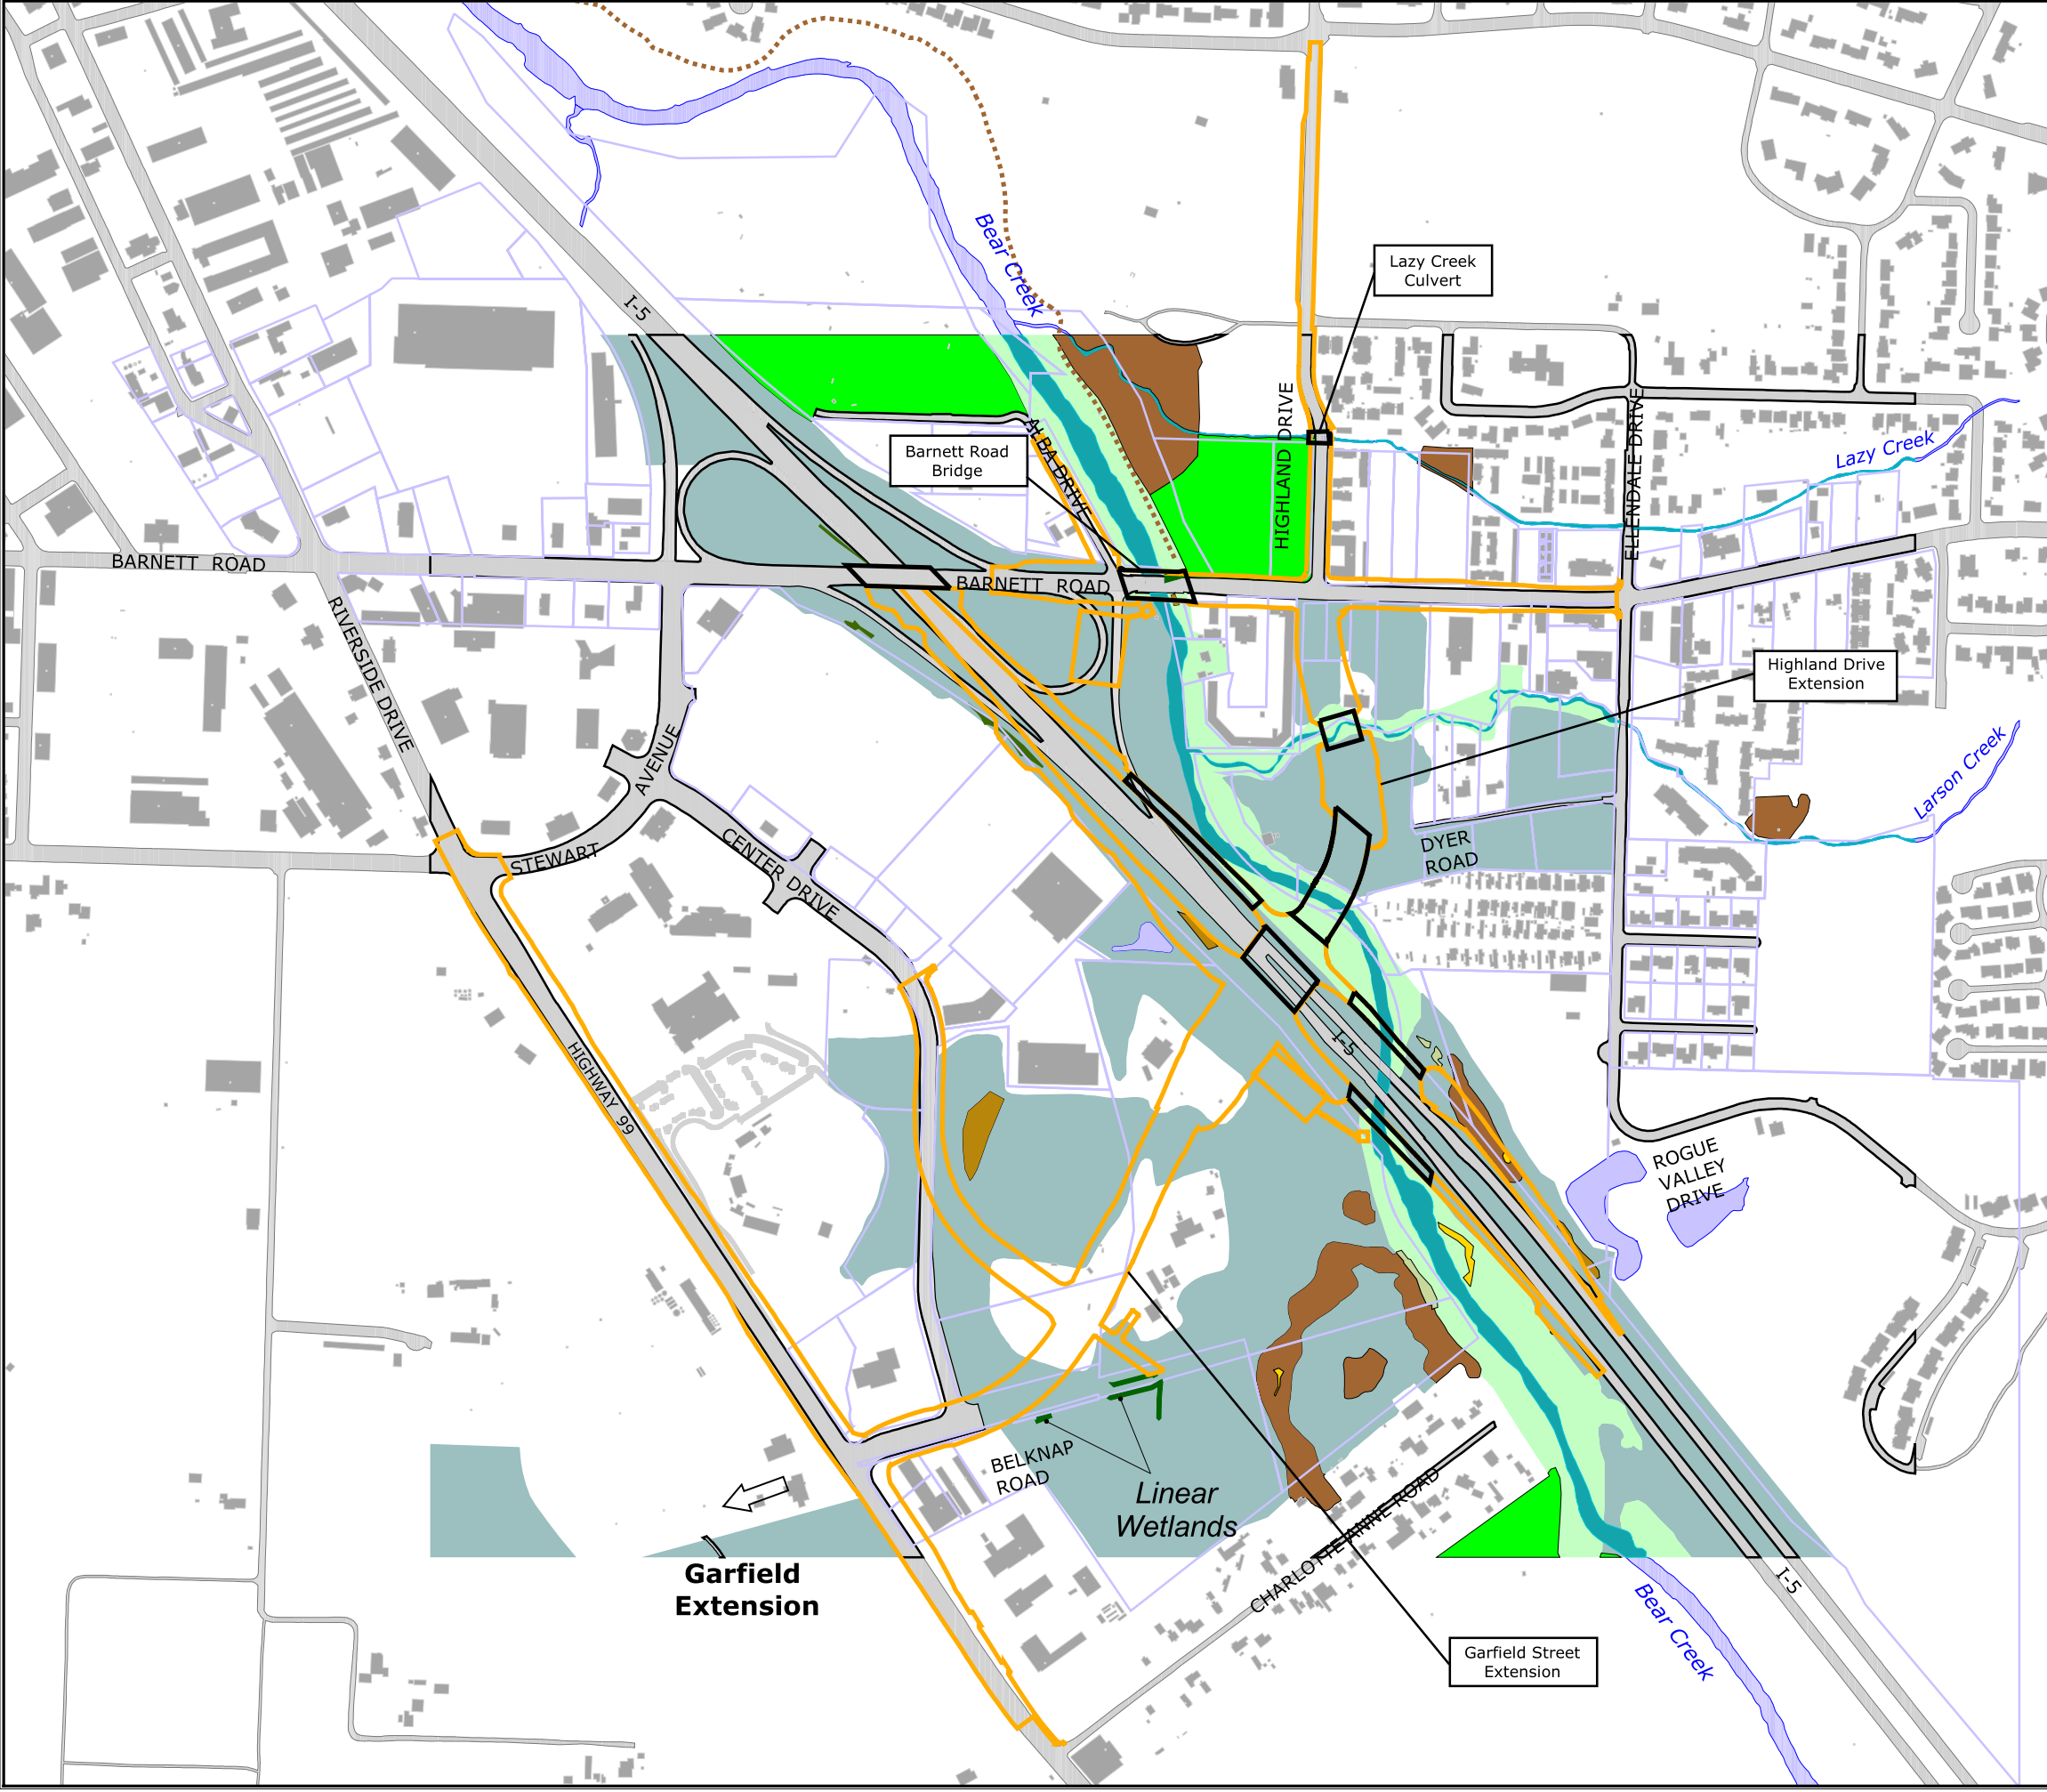 Bear Creek
Lazy Creek
Culvert
I-5
HIGHLAND DRIVE
ELLENDALE DRIVE
Lazy Creek
ALBA DRIVE
Barnett Road
Bridge
BARNETT ROAD
BARNETT ROAD
RIVERSIDE DRIVE
Highland Drive
Extension
AVENUE
Larson Creek
STEWART
CENTER DRIVE
DYER
ROAD
HIGHWAY 99
I-5
ROGUE
VALLEY
DRIVE
BELKNAP
ROAD
Linear
Wetlands
CHARLOTTE ANNE ROAD
Garfield
Extension
I-5
Bear Creek
Garfield Street
Extension